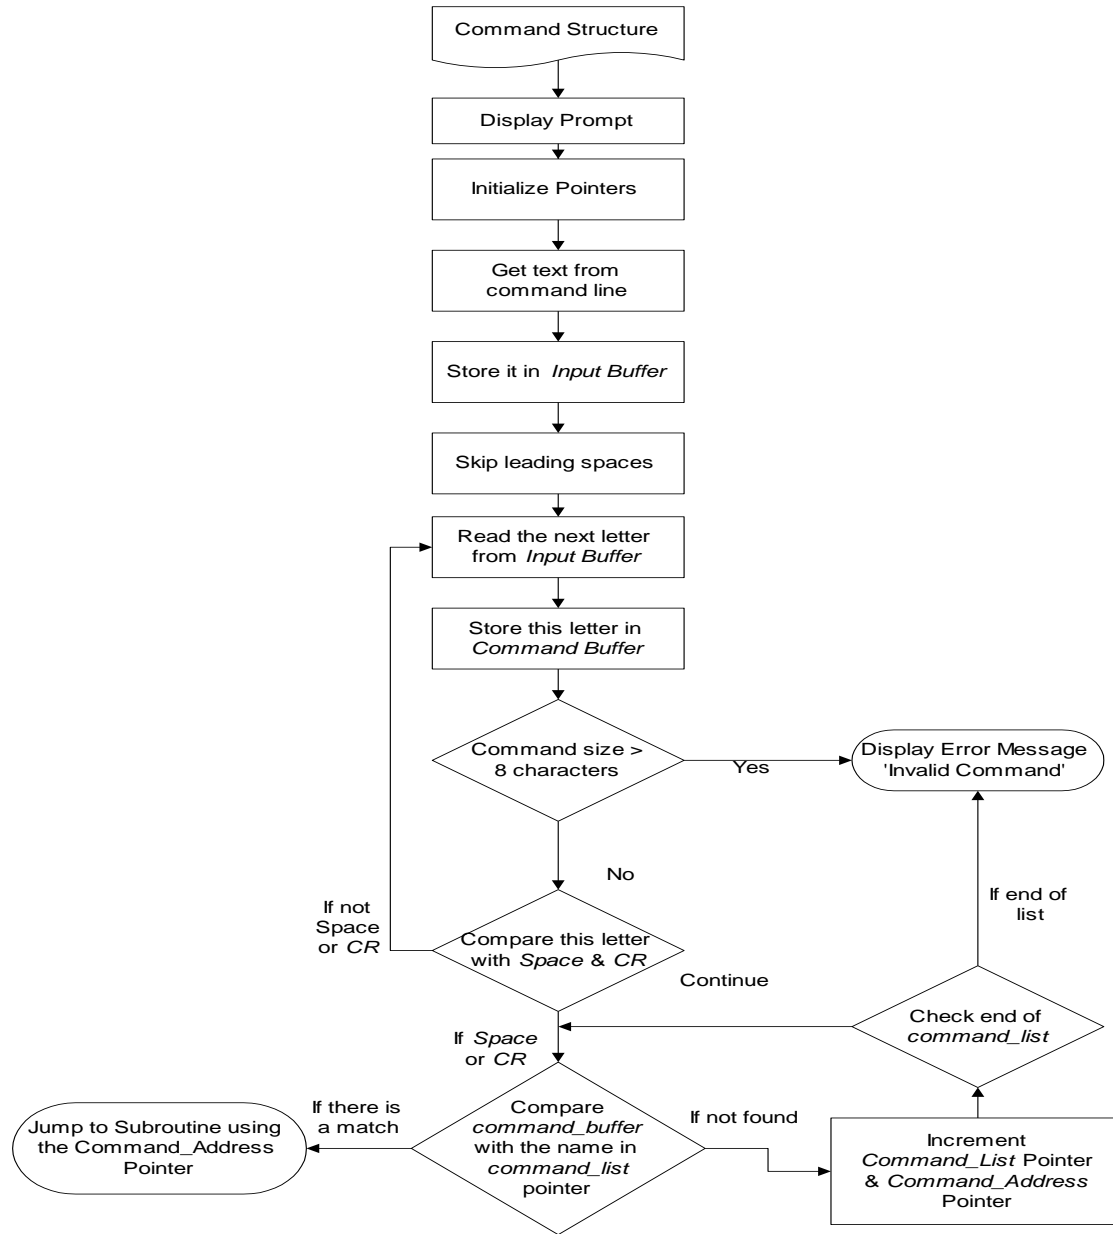 Command Structure
Display Prompt
Initialize Pointers
Get text from
command line
Store it in Input Buffer
Skip leading spaces
Read the next letter
from Input Buffer
Store this letter in
Command Buffer
Command size >
8 characters
Yes
Display Error Message
'Invalid Command'
No
If not
Space
or CR
Compare this letter
with Space & CR
If end of
list
Continue
Check end of
command_list
If Space
or CR
Compare
command_buffer
with the name in
command_list
pointer
If there is
a match
Jump to Subroutine using
the Command_Address
Pointer
If not found
Increment
Command_List Pointer
& Command_Address
Pointer